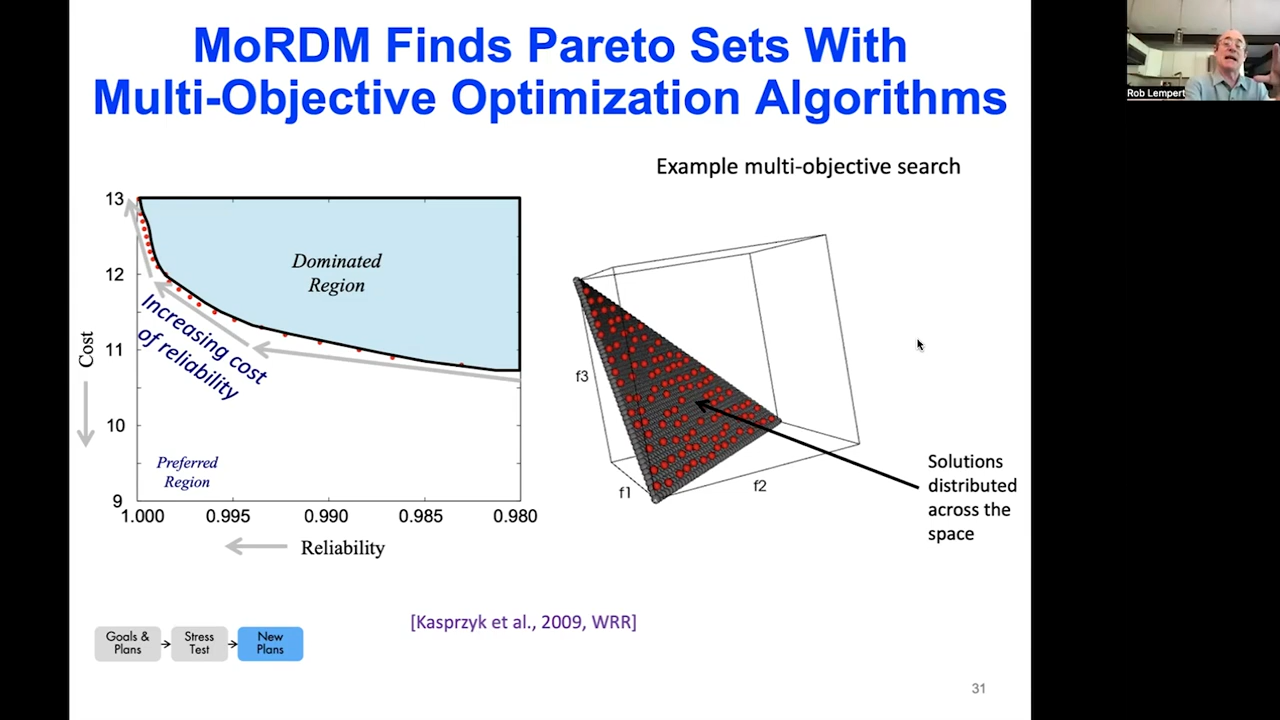 MoRDM Finds Pareto Sets With
Multi-Objective Optimization Algorithms
Rob Lempert
Example multi-objective search
13
12
11
10
9
Cost
Dominated
Region
Increasing cost
of reliability
Preferred
Region
1.000
0.995
0.990
0.985
0.980
Reliability
f3
f1
f2
Solutions
distributed
across the
space
[Kasprzyk et al., 2009, WRR]
Goals &
Plans
Stress
Test
New
Plans
31